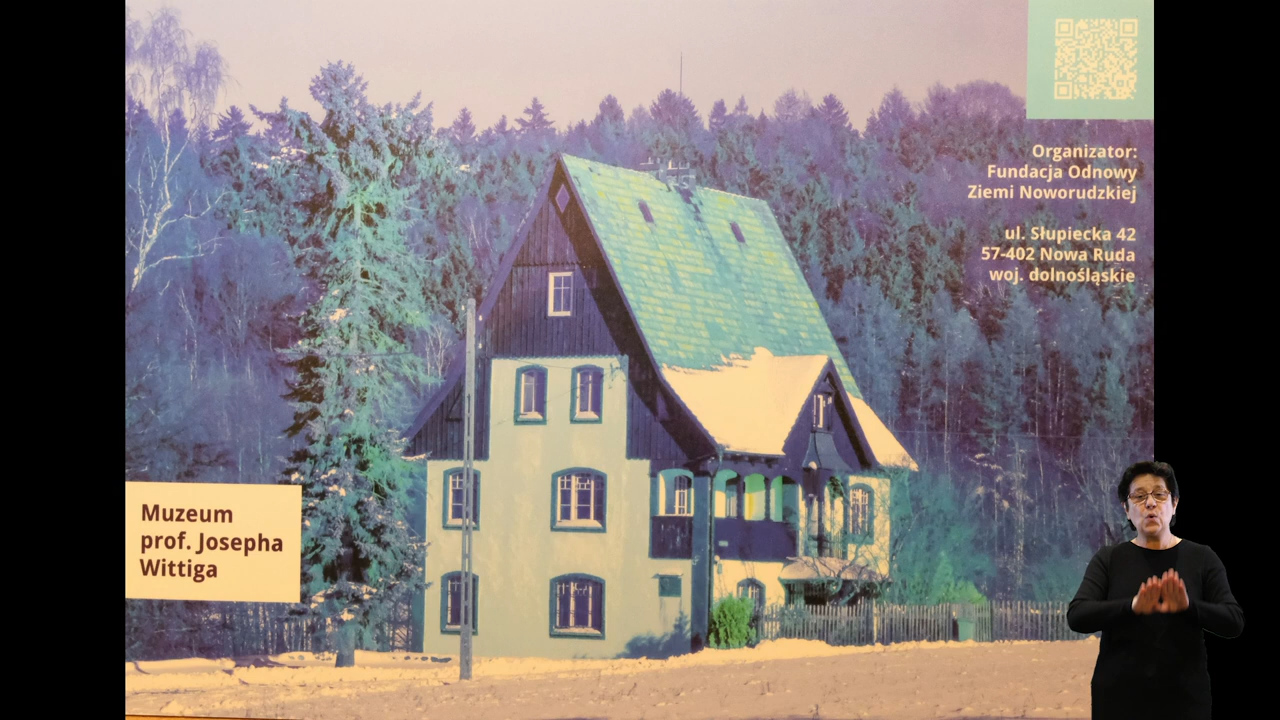 Organizator:
Fundacja Odnowy
Ziemi Noworudzkiej
ul. Słupiecka 42
57-402 Nowa Ruda
woj. dolnośląskie
Muzeum
prof. Josepha
Wittiga